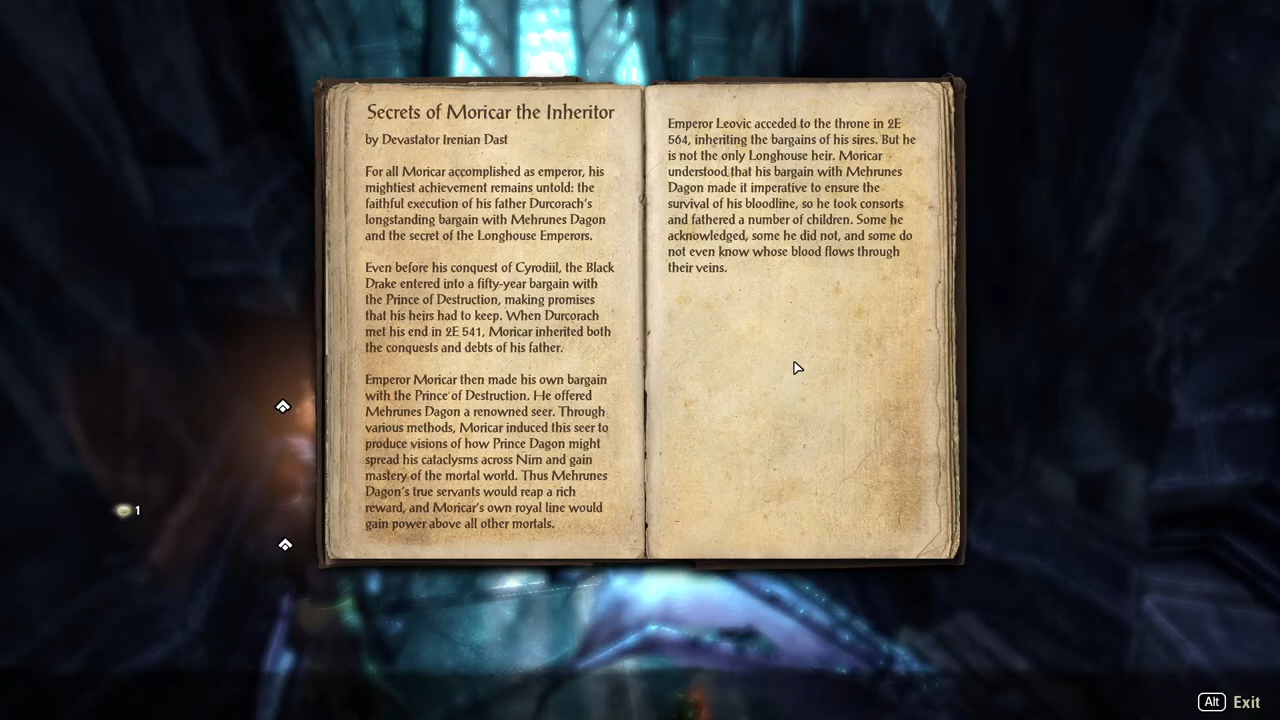 Secrets of Moricar the Inheritor
by Devastator Irenian Dast
For all Moricar accomplished as emperor, his
mightiest achievement remains untold: the
faithful execution of his father Durcorach's
longstanding bargain with Mehrunes Dagon
and the secret of the Longhouse Emperors.
Even before his conquest of Cyrodiil, the Black
Drake entered into a fifty-year bargain with
the Prince of Destruction, making promises
that his heirs had to keep. When Durcorach
met his end in 2E 541, Moricar inherited both
the conquests and debts of his father.
Emperor Moricar then made his own bargain
with the Prince of Destruction. He offered
Mehrunes Dagon a renowned seer. Through
various methods, Moricar induced this seer to
produce visions of how Prince Dagon might
spread his cataclysms across Nirn and gain
mastery of the mortal world. Thus Mehrunes
Dagon's true servants would reap a rich
reward, and Moricar's own royal line would
gain power above all other mortals.
Emperor Leovic acceded to the throne in 2E
564, inheriting the bargains of his sires. But he
is not the only Longhouse heir. Moricar
understood that his bargain with Mehrunes
Dagon made it imperative to ensure the
survival of his bloodline, so he took consorts
and fathered a number of children. Some he
acknowledged, some he did not, and some do
not even know whose blood flows through
their veins.
1
Alt Exit